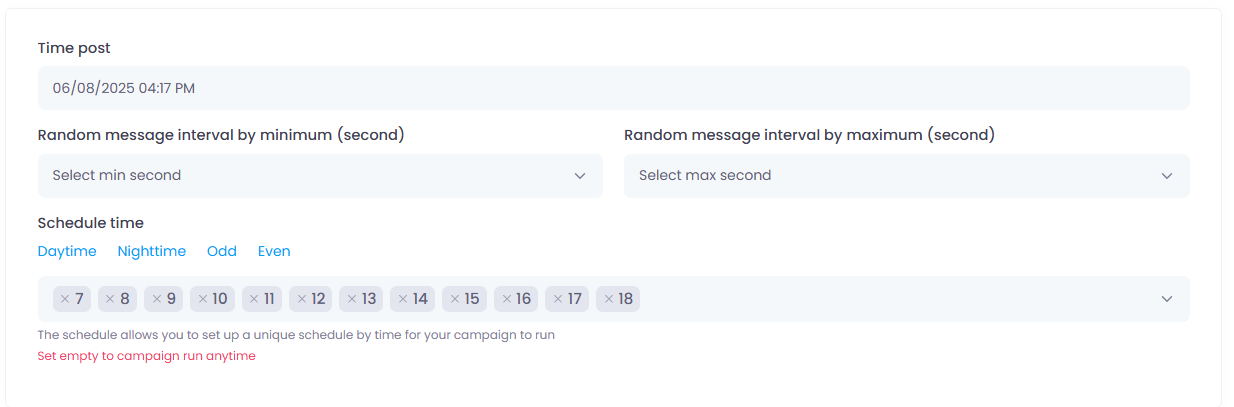 Time post
06/08/2025 04:17 PM
Random message interval by minimum (second) Random message interval by maximum (second)
Select min second Select max second
Schedule time
Daytime Nighttime Odd Even
× 7 × 8 × 9 × 10 × 11 × 12 × 13 × 14 × 15 × 16 × 17 × 18
The schedule allows you to set up a unique schedule by time for your campaign to run
Set empty to campaign run anytime